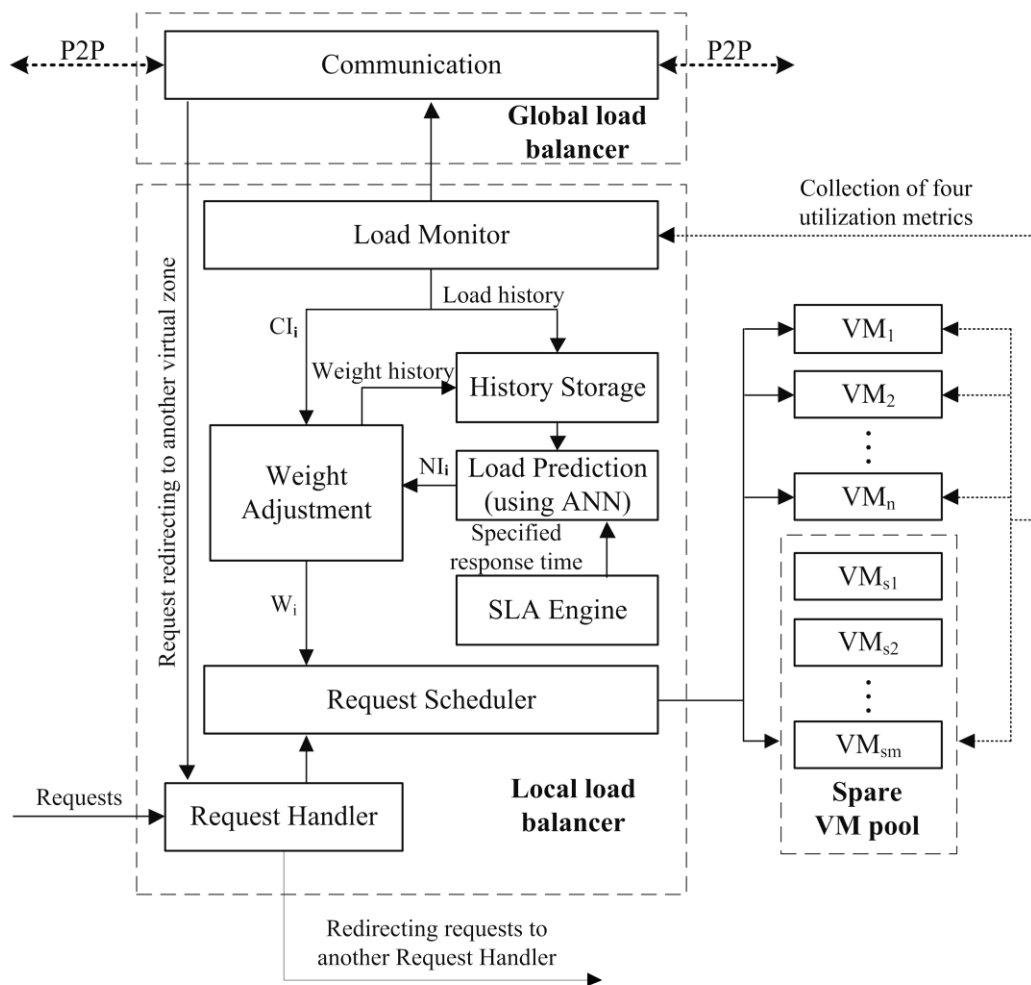 P2P
Communication
P2P
Global load
balancer
Request redirecting to another virtual zone
Load Monitor
Collection of four
utilization metrics
Load history
CIᵢ
Weight history
History Storage
Weight
Adjustment
NIᵢ
Load Prediction
(using ANN)
Specified
response time
SLA Engine
Wᵢ
Request Scheduler
Requests
Request Handler
Local load
balancer
Redirecting requests to
another Request Handler
VM₁
VM₂
VMₙ
VMₛ₁
VMₛ₂
VMₛₘ
Spare
VM pool